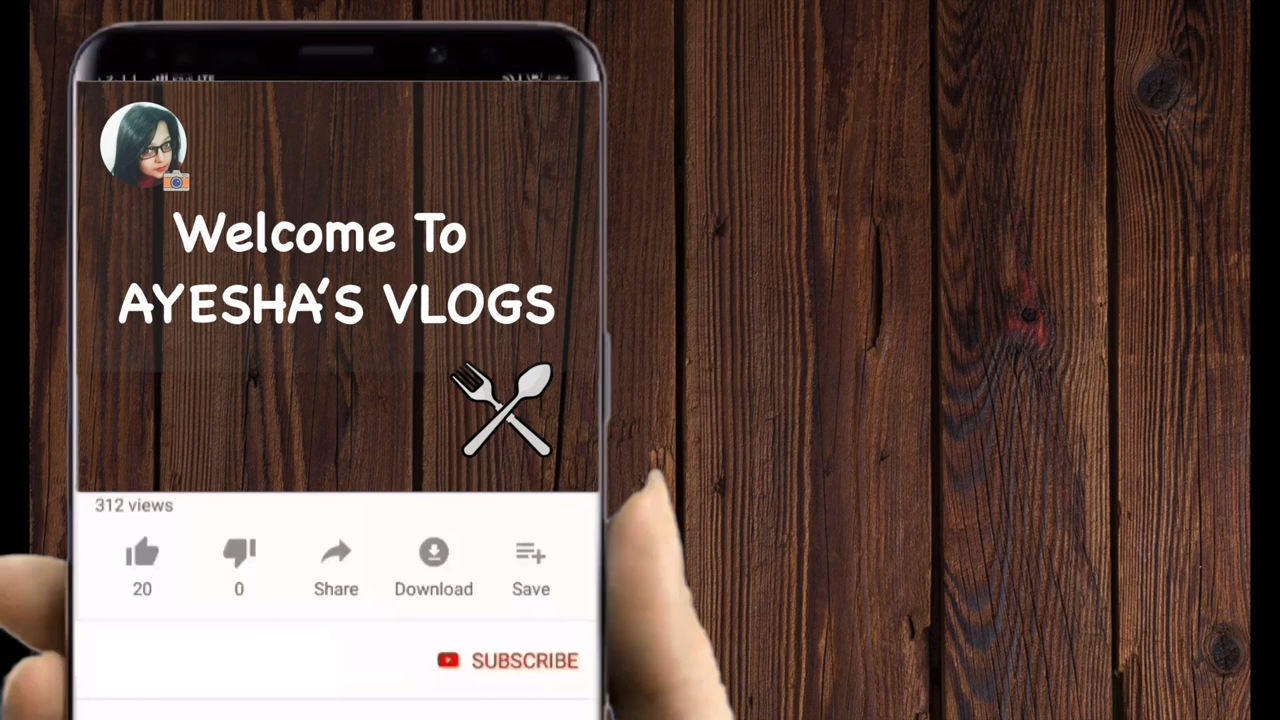 Welcome To
AYESHA'S VLOGS
312 views
20
0
Share
Download
Save
SUBSCRIBE